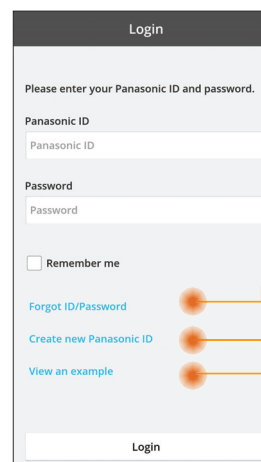 Login
Please enter your Panasonic ID and password.
Panasonic ID
Panasonic ID
Password
Password
Remember me
Forgot ID/Password
Create new Panasonic ID
View an example
Login